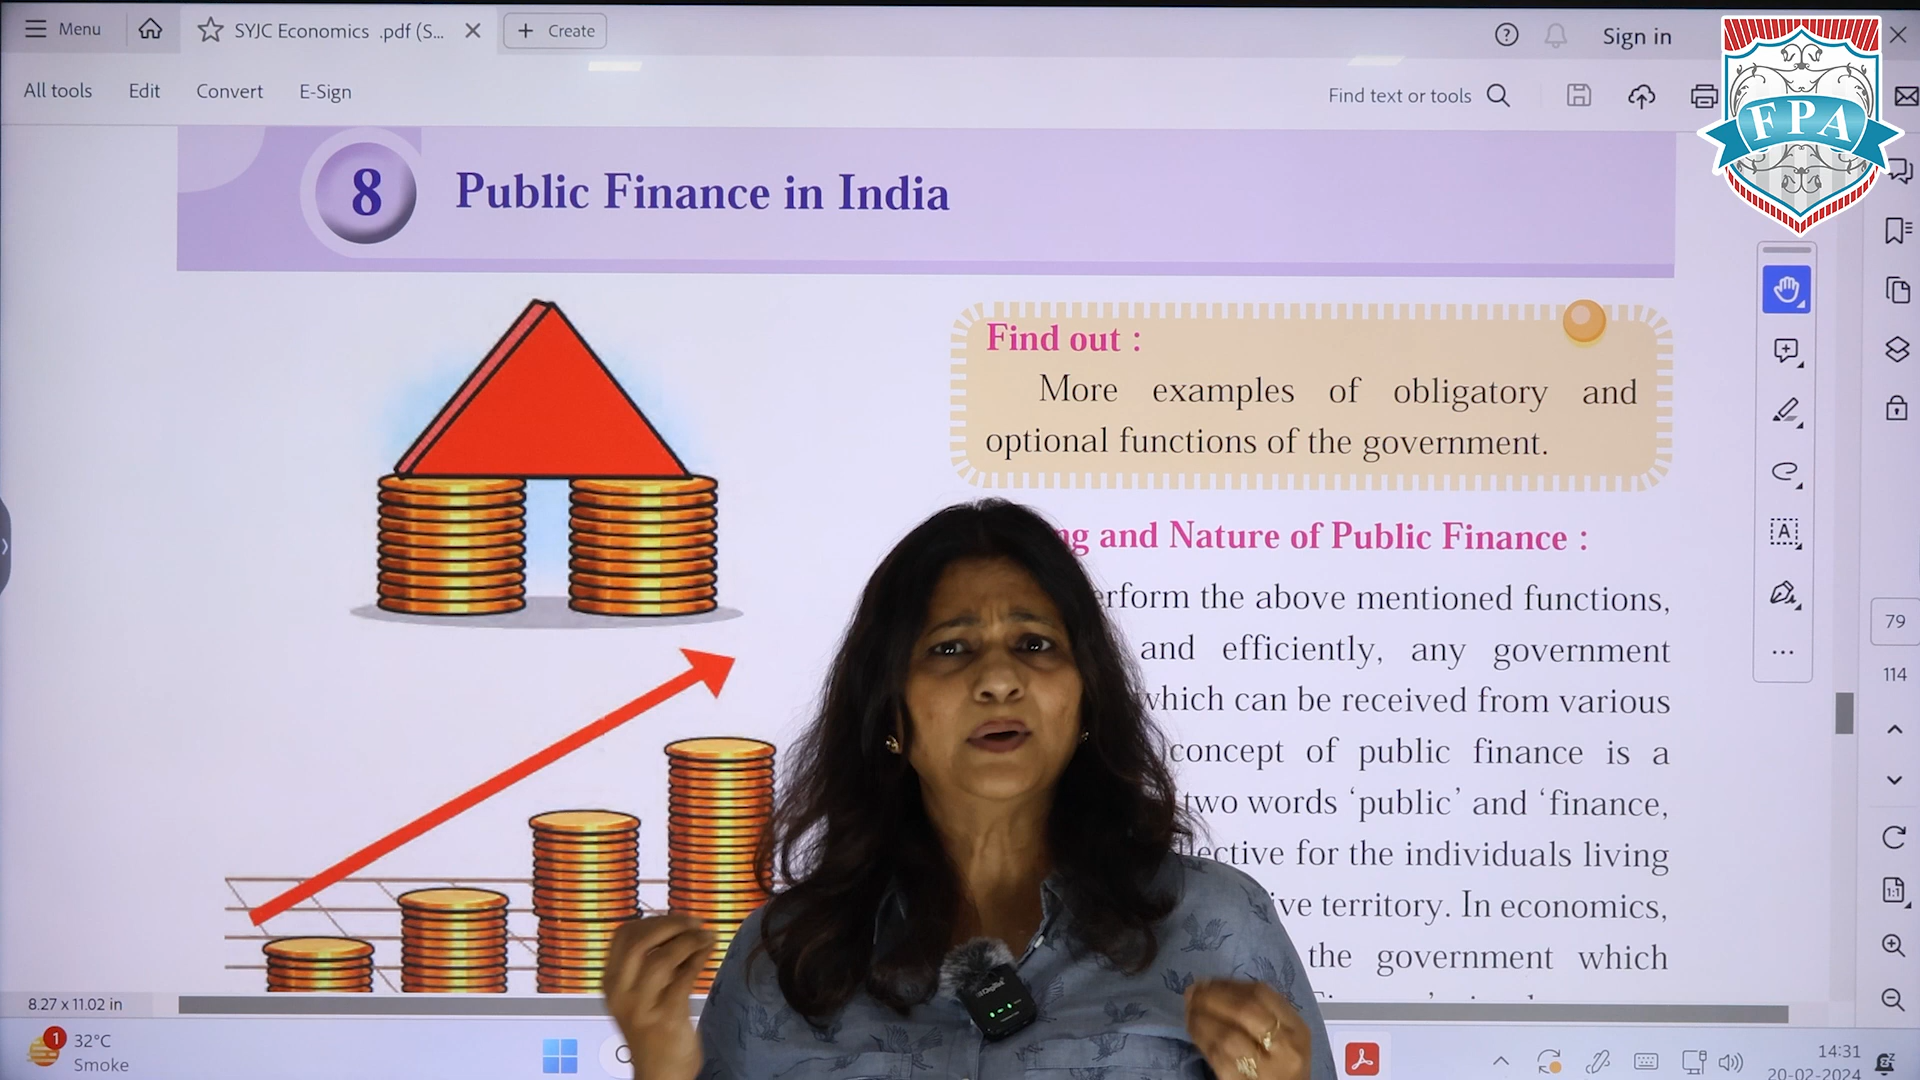 Menu
SYJC Economics .pdf (S...
Create
Sign in
All tools
Edit
Convert
E-Sign
Find text or tools
FPA
8
Public Finance in India
Find out :
More examples of obligatory and
optional functions of the government.
and Nature of Public Finance :
the above mentioned functions,
and efficiently, any government
which can be received from various
concept of public finance is a
two words ‘public’ and ‘finance,
for the individuals living
territory. In economics,
the government which
79
114
8.27 x 11.02 in
1
32°C
Smoke
14:31
20-02-2024